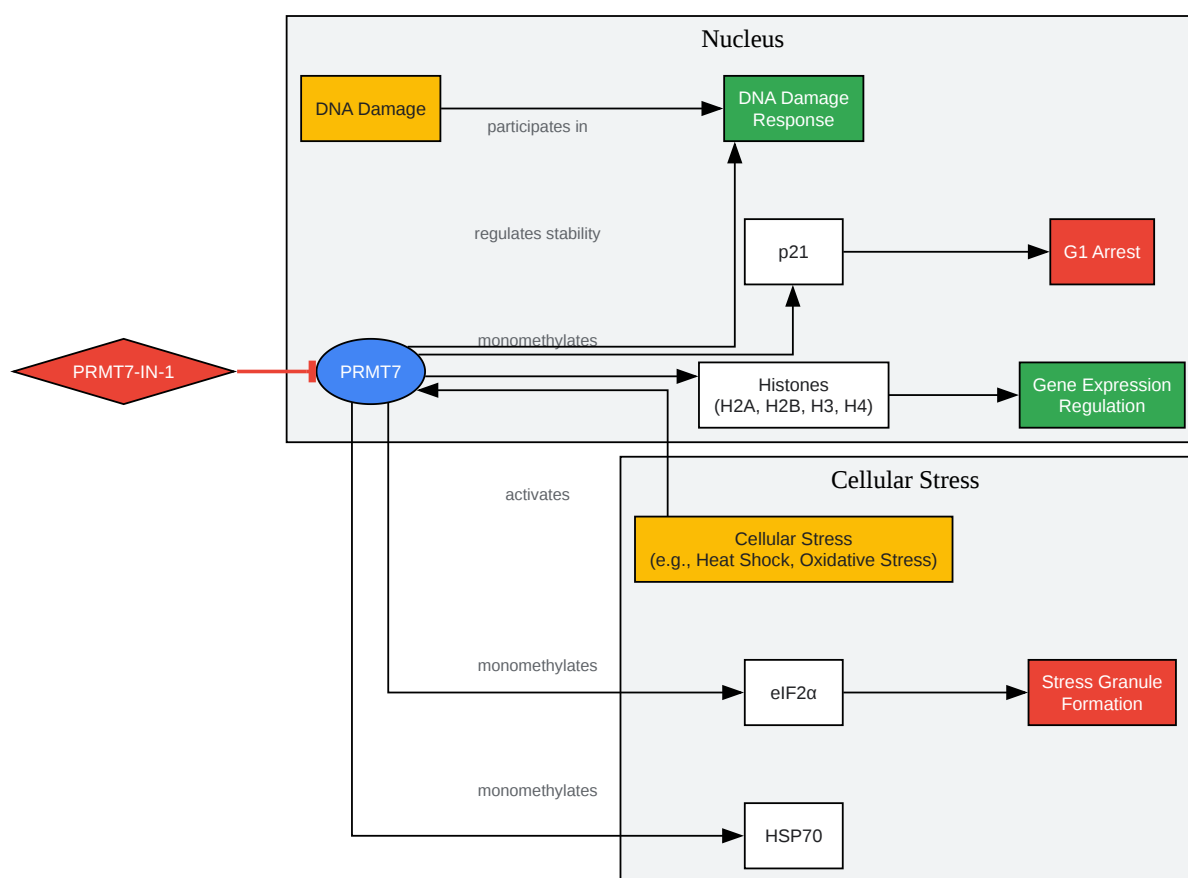 Nucleus
DNA Damage
participates in
DNA Damage
Response
regulates stability
p21
G1 Arrest
monomethylates
PRMT7-IN-1
PRMT7
Histones
(H2A, H2B, H3, H4)
Gene Expression
Regulation
Cellular Stress
activates
Cellular Stress
(e.g., Heat Shock, Oxidative Stress)
monomethylates
eIF2α
Stress Granule
Formation
monomethylates
HSP70